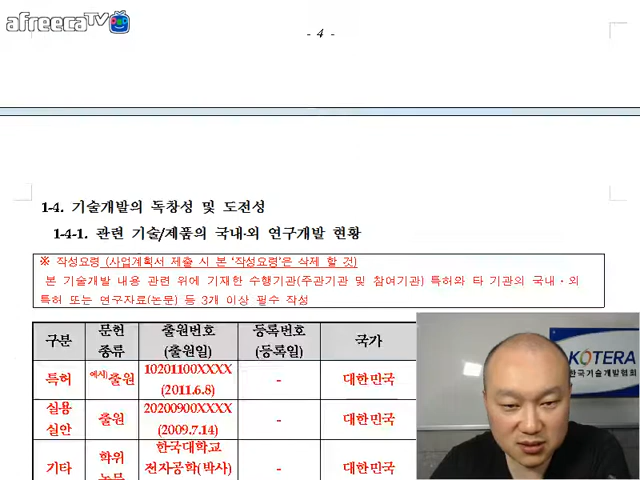 afreecaTV
- 4 -
1-4. 기술개발의 독창성 및 도전성
1-4-1. 관련 기술/제품의 국내·외 연구개발 현황
※ 작성요령 (사업계획서 제출 시 본 '작성요령'은 삭제 할 것)
본 기술개발 내용 관련 위에 기재한 수행기관(주관기관 및 참여기관) 특허와 타 기관의 국내·외
특허 또는 연구자료(논문) 등 3개 이상 필수 작성
구분 문헌 종류 출원번호 (출원일) 등록번호 (등록일) 국가
특허 예시)출원 10201100XXXX (2011.6.8) - 대한민국
실용 실안 출원 20200900XXXX (2009.7.14) - 대한민국
기타 학위 논문 한국대학교 전자공학(박사) - 대한민국
KOTERA
한국기술개발협회